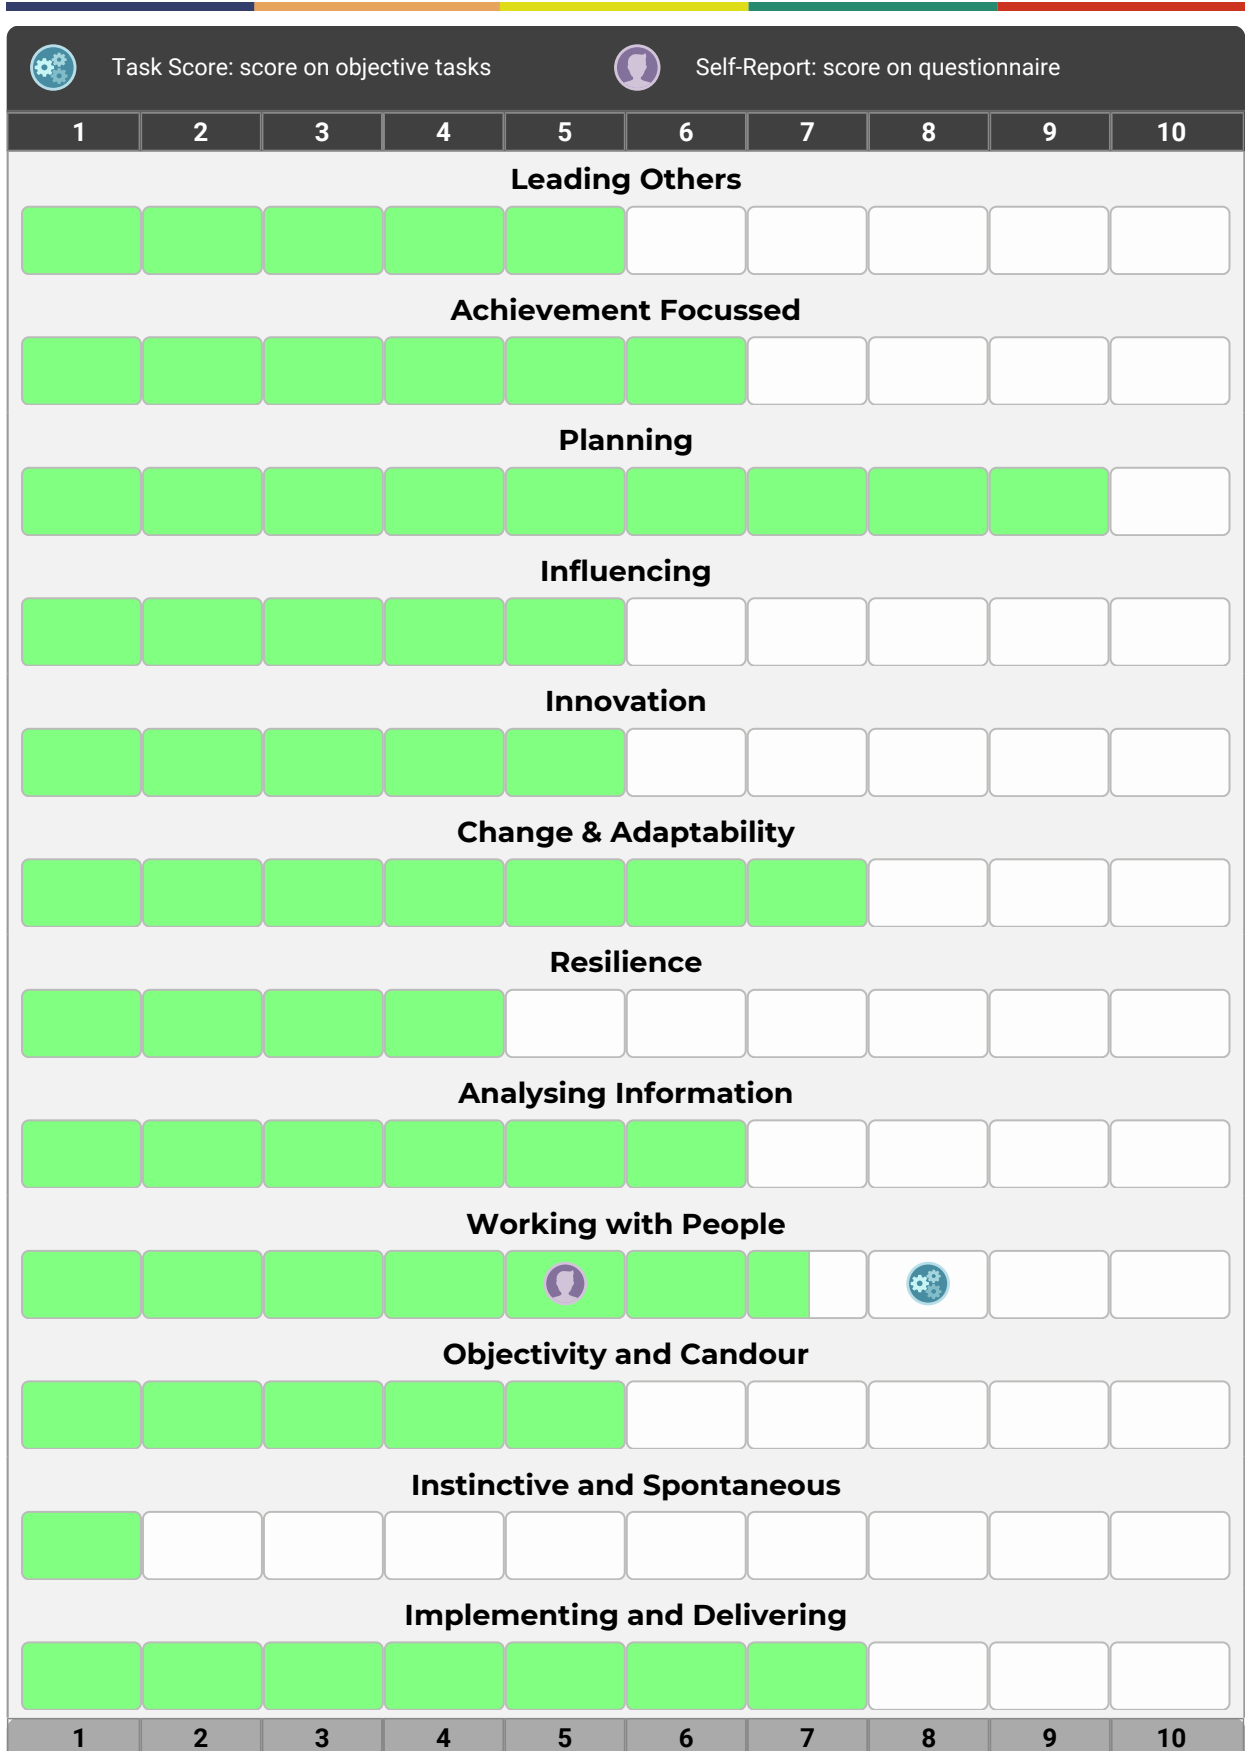 Task Score: score on objective tasks Self-Report: score on questionnaire
1 2 3 4 5 6 7 8 9 10
Leading Others
Achievement Focussed
Planning
Influencing
Innovation
Change & Adaptability
Resilience
Analysing Information
Working with People
Objectivity and Candour
Instinctive and Spontaneous
Implementing and Delivering
1 2 3 4 5 6 7 8 9 10